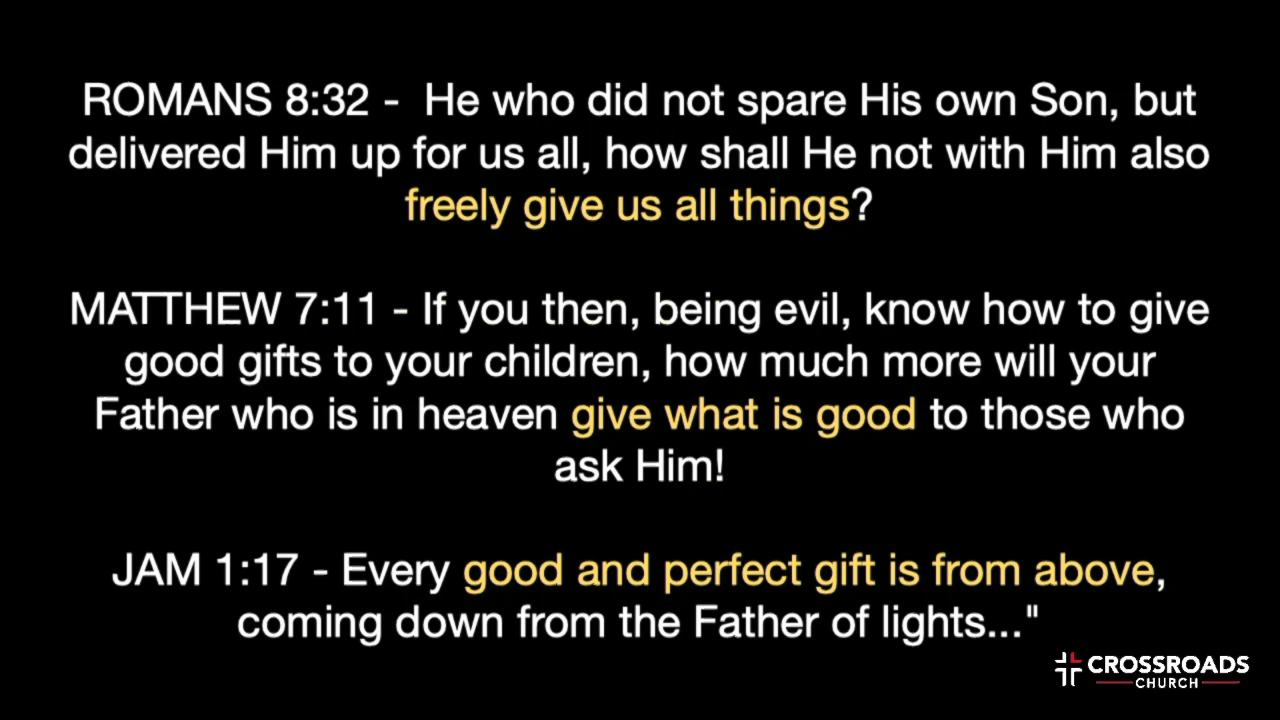 ROMANS 8:32 -  He who did not spare His own Son, but
delivered Him up for us all, how shall He not with Him also
freely give us all things?
MATTHEW 7:11 - If you then, being evil, know how to give
good gifts to your children, how much more will your
Father who is in heaven give what is good to those who
ask Him!
JAM 1:17 - Every good and perfect gift is from above,
coming down from the Father of lights..."
CROSSROADS
CHURCH